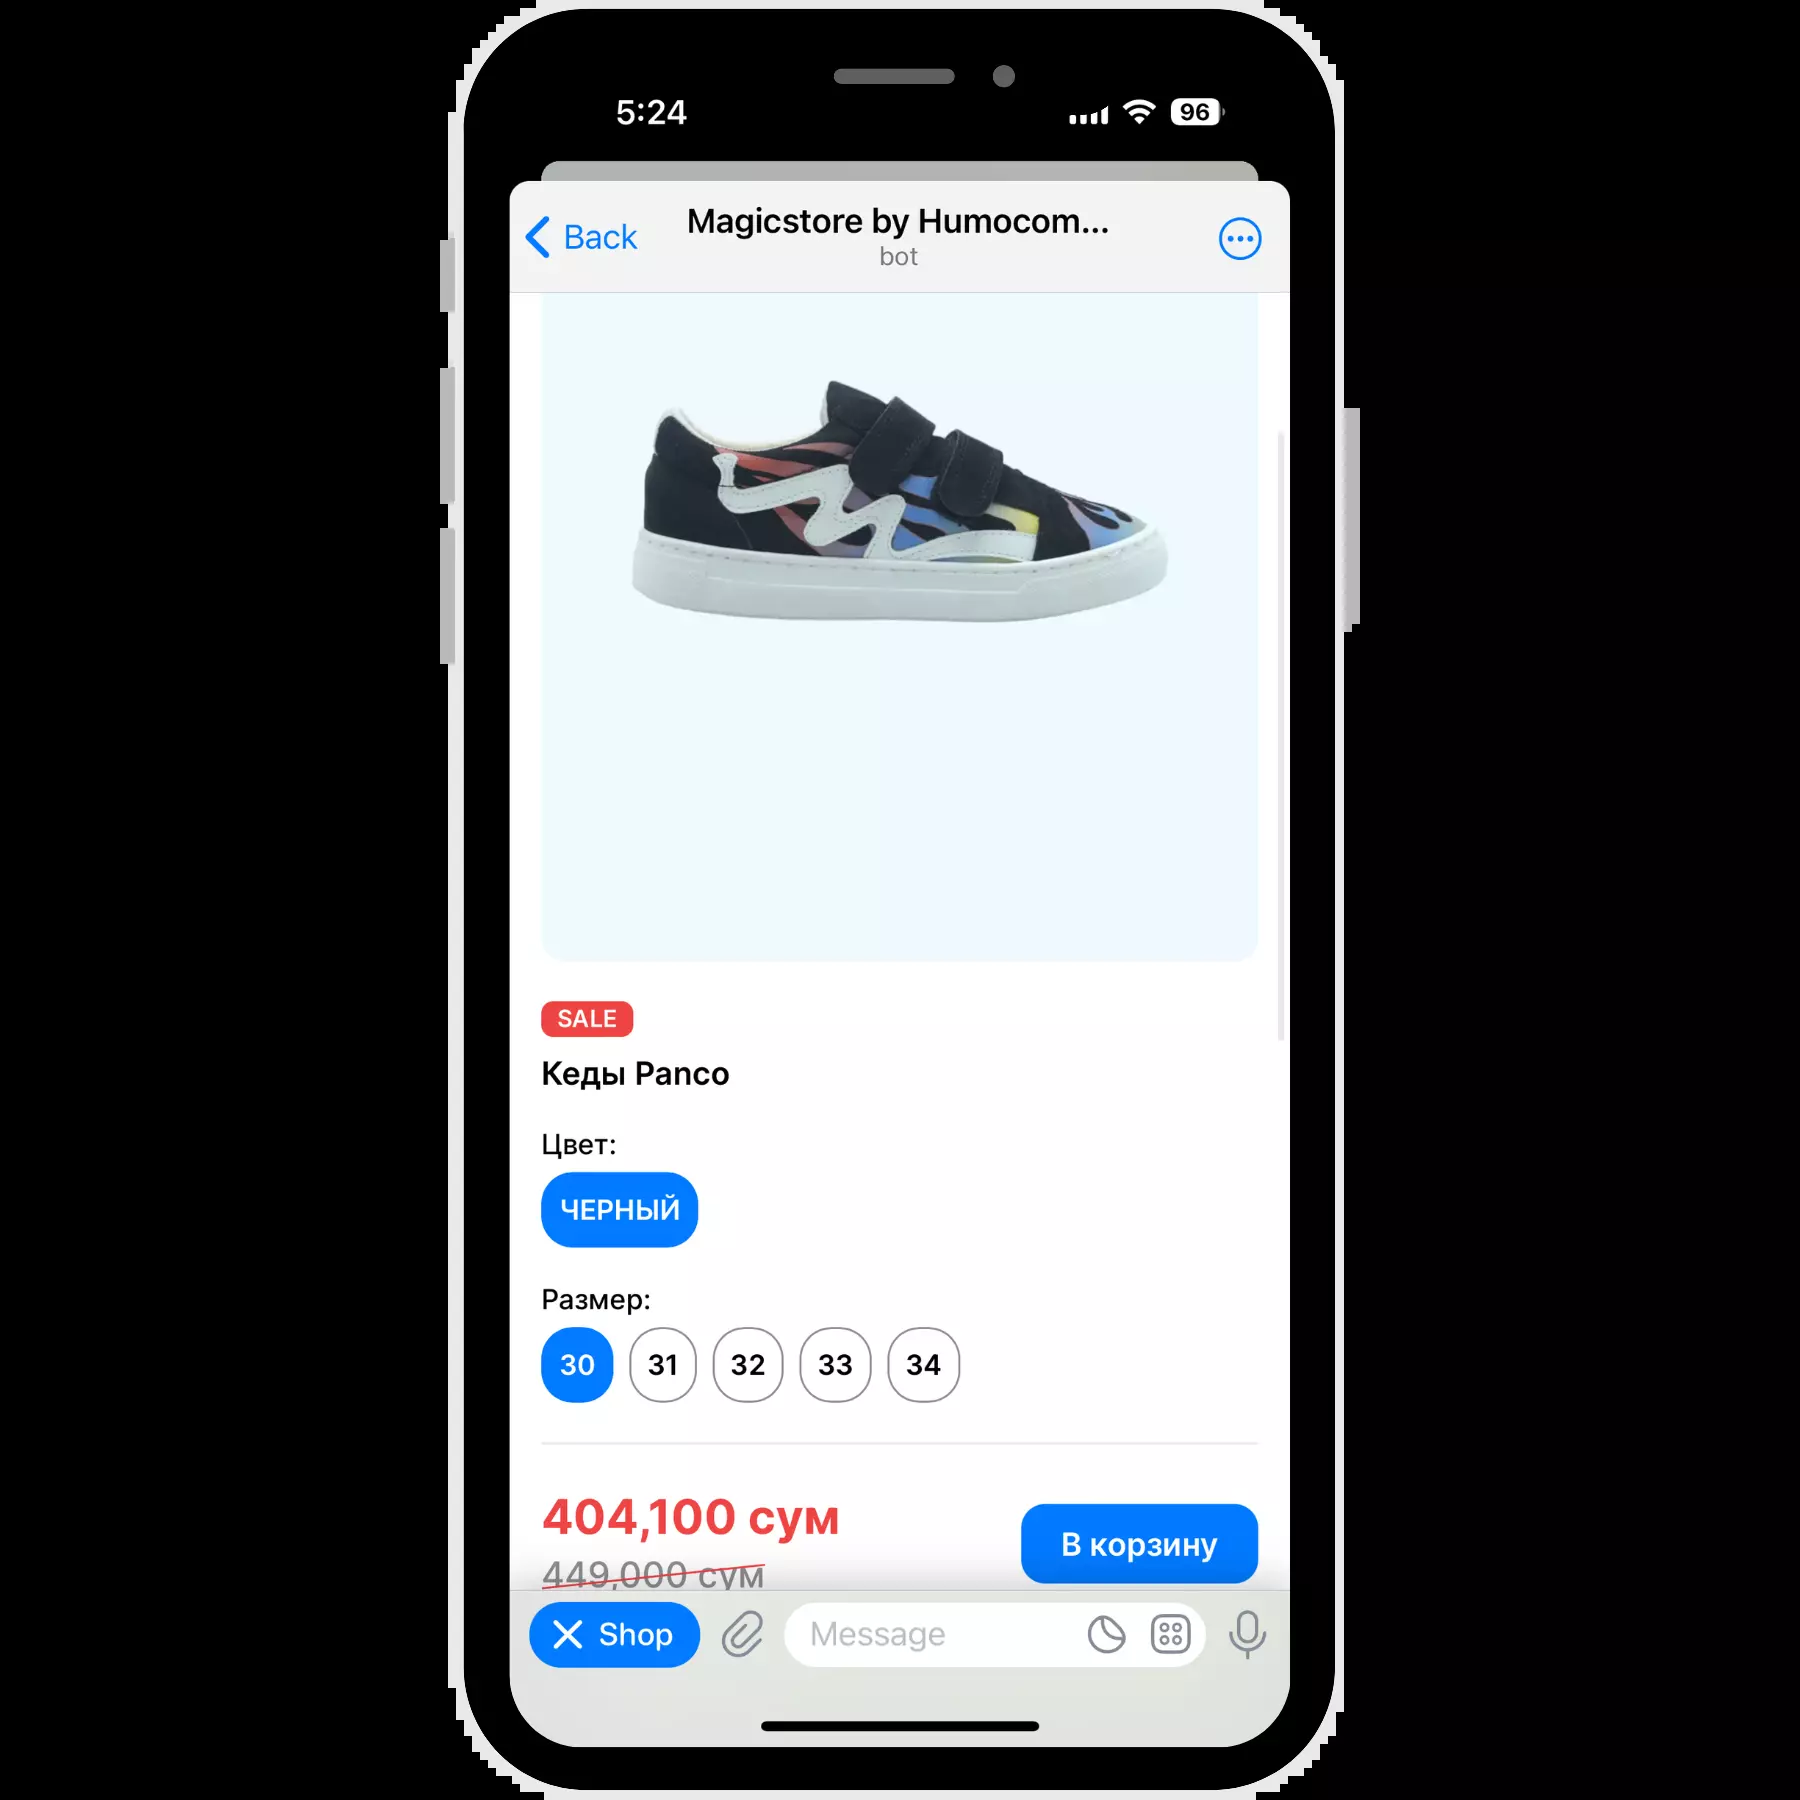 5:24
96
Back
Magicstore by Humocom...
bot
SALE
Кеды Panco
Цвет:
ЧЕРНЫЙ
Размер:
30 31 32 33 34
404,100 сум
449,000 сум
В корзину
Shop
Message